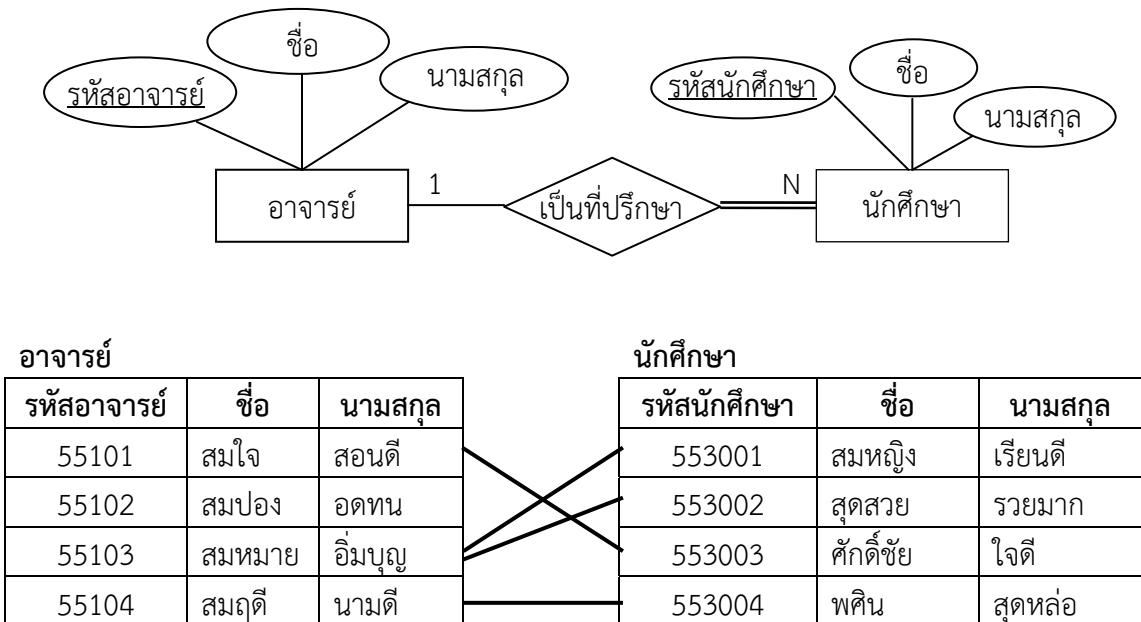 ชื่อ
รหัสอาจารย์
นามสกุล
รหัสนักศึกษา
ชื่อ
นามสกุล
อาจารย์
1
เป็นที่ปรึกษา
N
นักศึกษา
อาจารย์
รหัสอาจารย์ ชื่อ นามสกุล
55101 สมใจ สอนดี
55102 สมปอง อดทน
55103 สมหมาย อิ่มบุญ
55104 สมฤดี นามดี
นักศึกษา
รหัสนักศึกษา ชื่อ นามสกุล
553001 สมหญิง เรียนดี
553002 สุดสวย รวยมาก
553003 ศักดิ์ชัย ใจดี
553004 พศิน สุดหล่อ